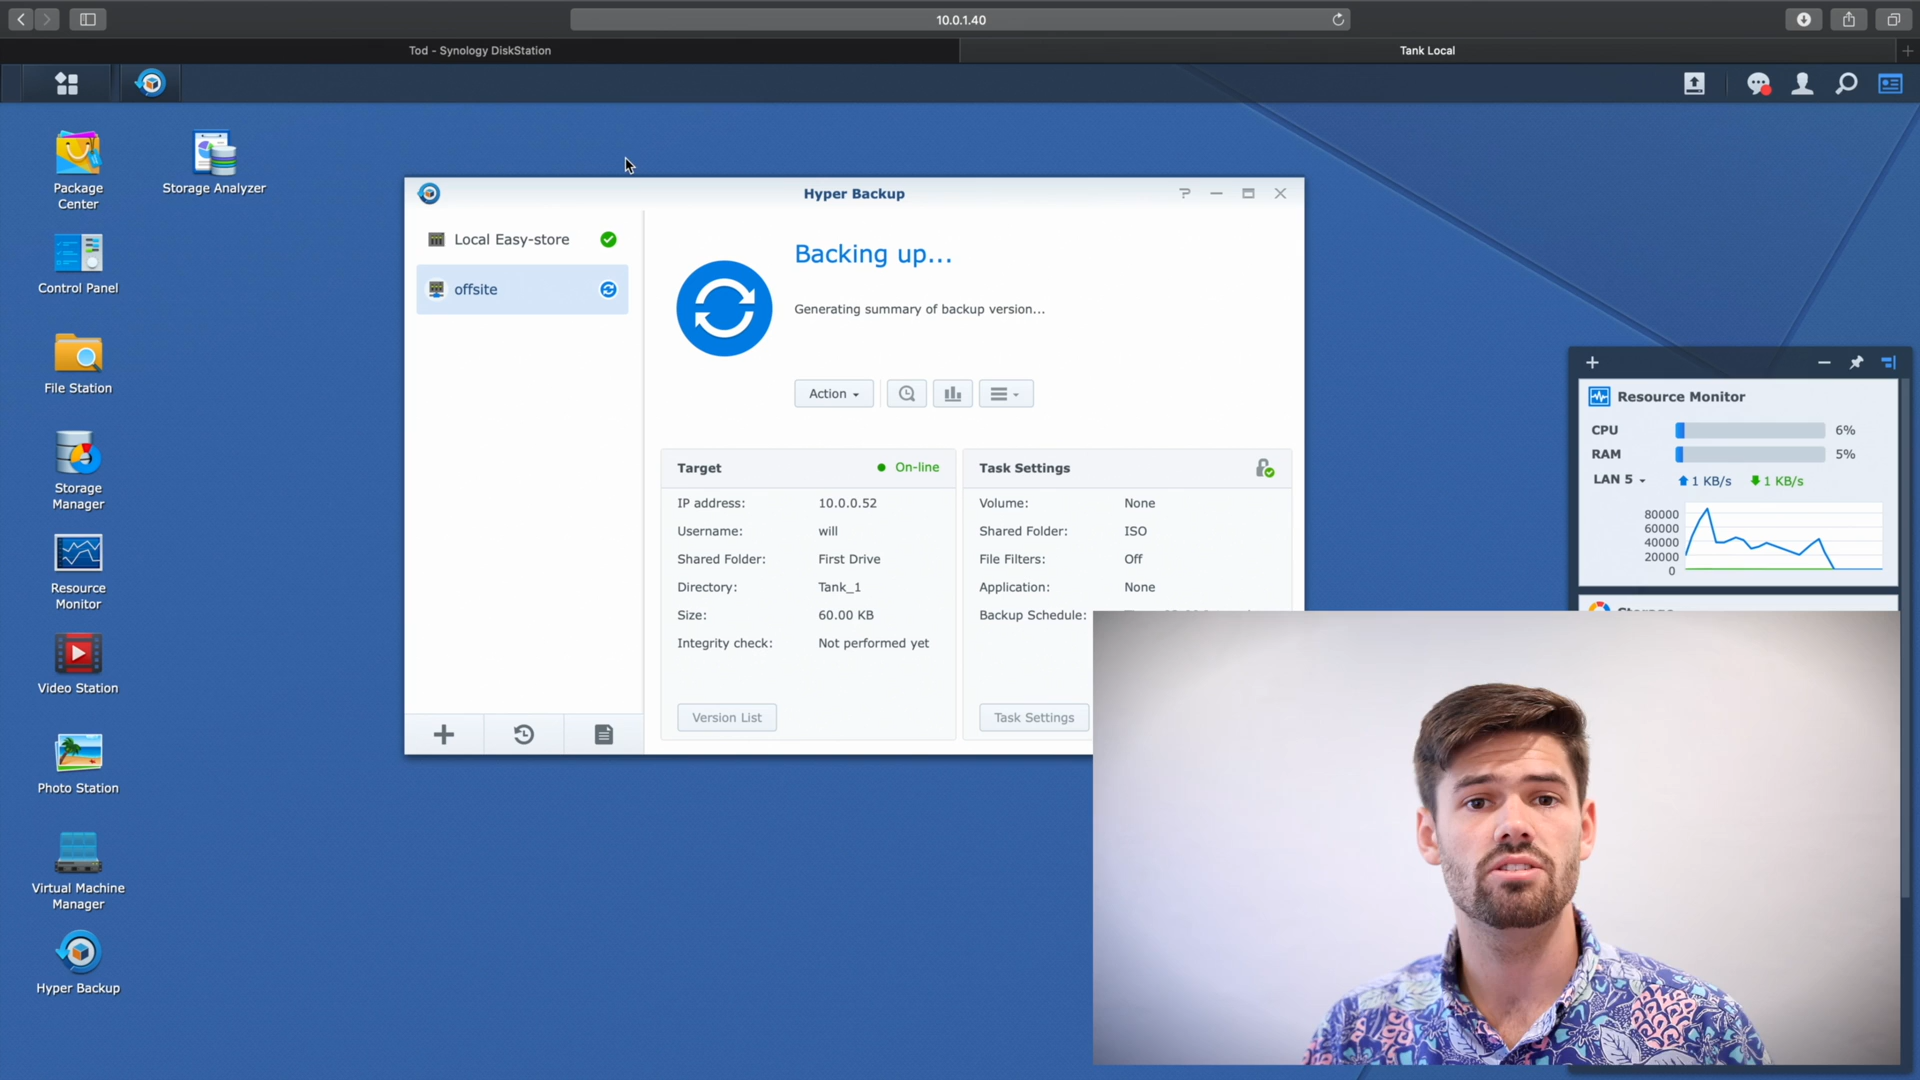 10.0.1.40
Tod - Synology DiskStation
Tank Local
Package
Center
Storage Analyzer
Control Panel
File Station
Storage
Manager
Resource
Monitor
Video Station
Photo Station
Virtual Machine
Manager
Hyper Backup
Hyper Backup
Local Easy-store
offsite
Backing up...
Generating summary of backup version...
Action
Target
On-line
IP address: 10.0.0.52
Username: will
Shared Folder: First Drive
Directory: Tank_1
Size: 60.00 KB
Integrity check: Not performed yet
Version List
Task Settings
Volume: None
Shared Folder: ISO
File Filters: Off
Application: None
Backup Schedule:
Task Settings
Resource Monitor
CPU 6%
RAM 5%
LAN 5 1 KB/s 1 KB/s
80000
60000
40000
20000
0